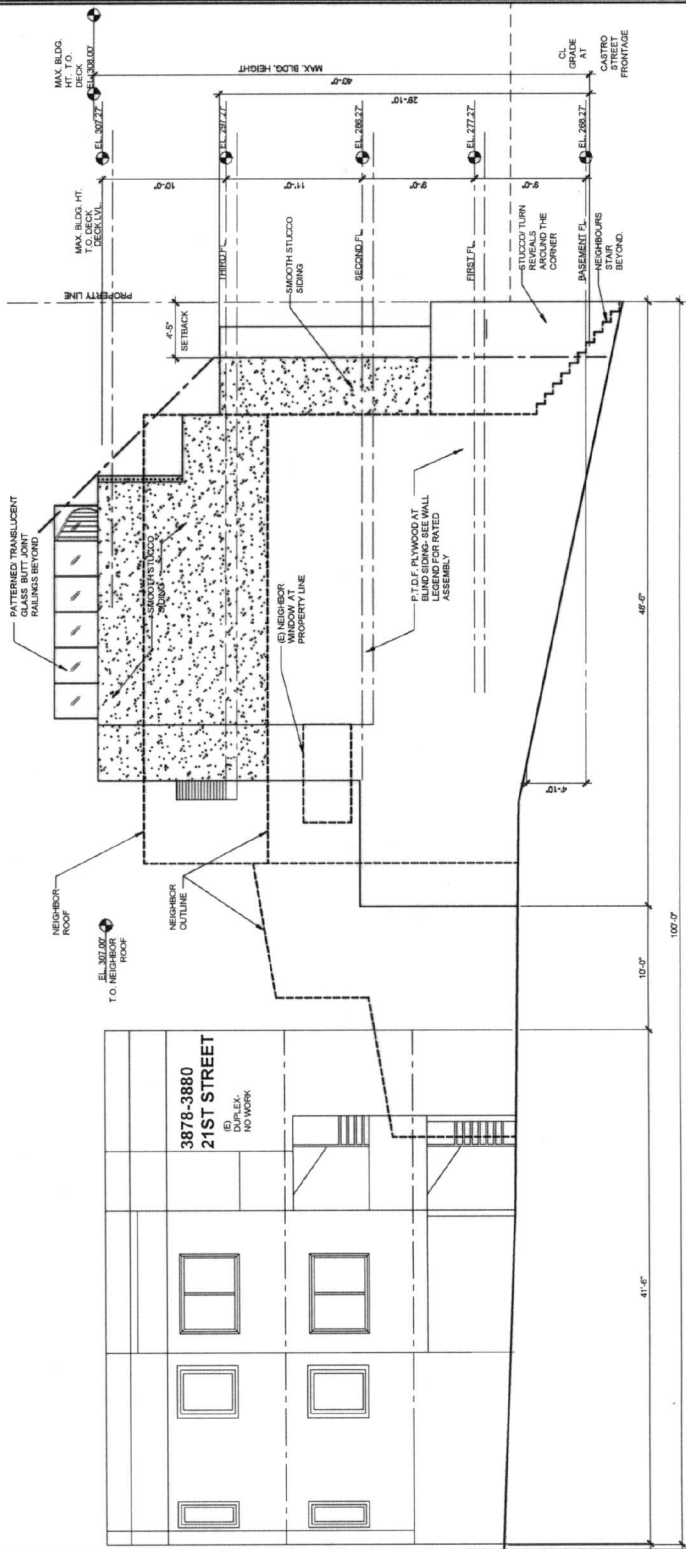 MAX. BLDG.
HT. T.O.
DECK
EL. 308.00'
MAX. BLDG. HEIGHT
40'-0"
29'-10"
CL
GRADE
AT
CASTRO
STREET
FRONTAGE
MAX. BLDG. HT.
T.O. DECK
DECK LVL.
EL. 307.27'
10'-0"
THIRD FL.
EL. 297.27'
11'-0"
SECOND FL.
EL. 286.27'
9'-0"
FIRST FL.
EL. 277.27'
9'-0"
BASEMENT FL.
EL. 268.27'
PROPERTY LINE
4'-5"
SETBACK
SMOOTH STUCCO
SIDING
STUCCO/ TURN
REVEALS
AROUND THE
CORNER
NEIGHBOURS
STAIR
BEYOND.
PATTERNED/ TRANSLUCENT
GLASS BUTT JOINT
RAILINGS BEYOND
SMOOTH STUCCO
SIDING
(E) NEIGHBOR
WINDOW AT
PROPERTY LINE
P.T.D.F. PLYWOOD AT
BLIND SIDING- SEE WALL
LEGEND FOR RATED
ASSEMBLY
NEIGHBOR
ROOF
EL. 307.00'
T.O. NEIGHBOR
ROOF
NEIGHBOR
OUTLINE
3878-3880
21ST STREET
(E)
DUPLEX-
NO WORK
4'-10"
48'-6"
10'-0"
41'-6"
100'-0"